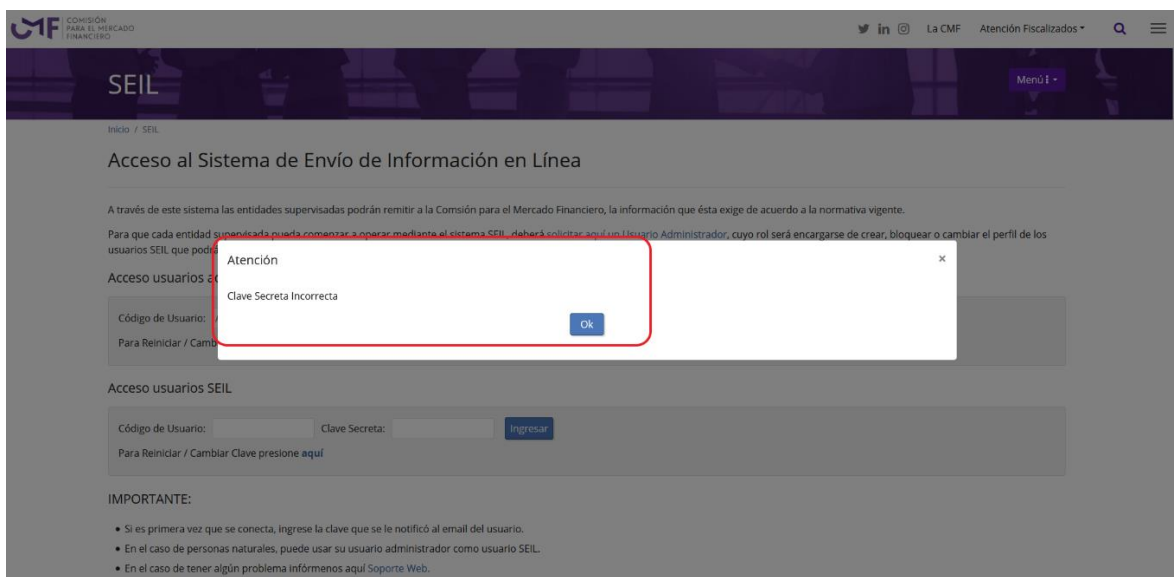 CMF COMISIÓN
PARA EL MERCADO
FINANCIERO
La CMF Atención Fiscalizados
SEIL
Menú
Inicio / SEIL
Acceso al Sistema de Envío de Información en Línea
A través de este sistema las entidades supervisadas podrán remitir a la Comsión para el Mercado Financiero, la información que ésta exige de acuerdo a la normativa vigente.
Para que cada entidad supervisada pueda comenzar a operar mediante el sistema SEIL, deberá solicitar aquí un Usuario Administrador, cuyo rol será encargarse de crear, bloquear o cambiar el perfil de los
usuarios SEIL que
Atención ×
Acceso usuarios
Clave Secreta Incorrecta
Código de Usuario:
Ok
Para Reiniciar /
Acceso usuarios SEIL
Código de Usuario: Clave Secreta: Ingresar
Para Reiniciar / Cambiar Clave presione aquí
IMPORTANTE:
• Si es primera vez que se conecta, ingrese la clave que se le notificó al email del usuario.
• En el caso de personas naturales, puede usar su usuario administrador como usuario SEIL.
• En el caso de tener algún problema infórmenos aquí Soporte Web.